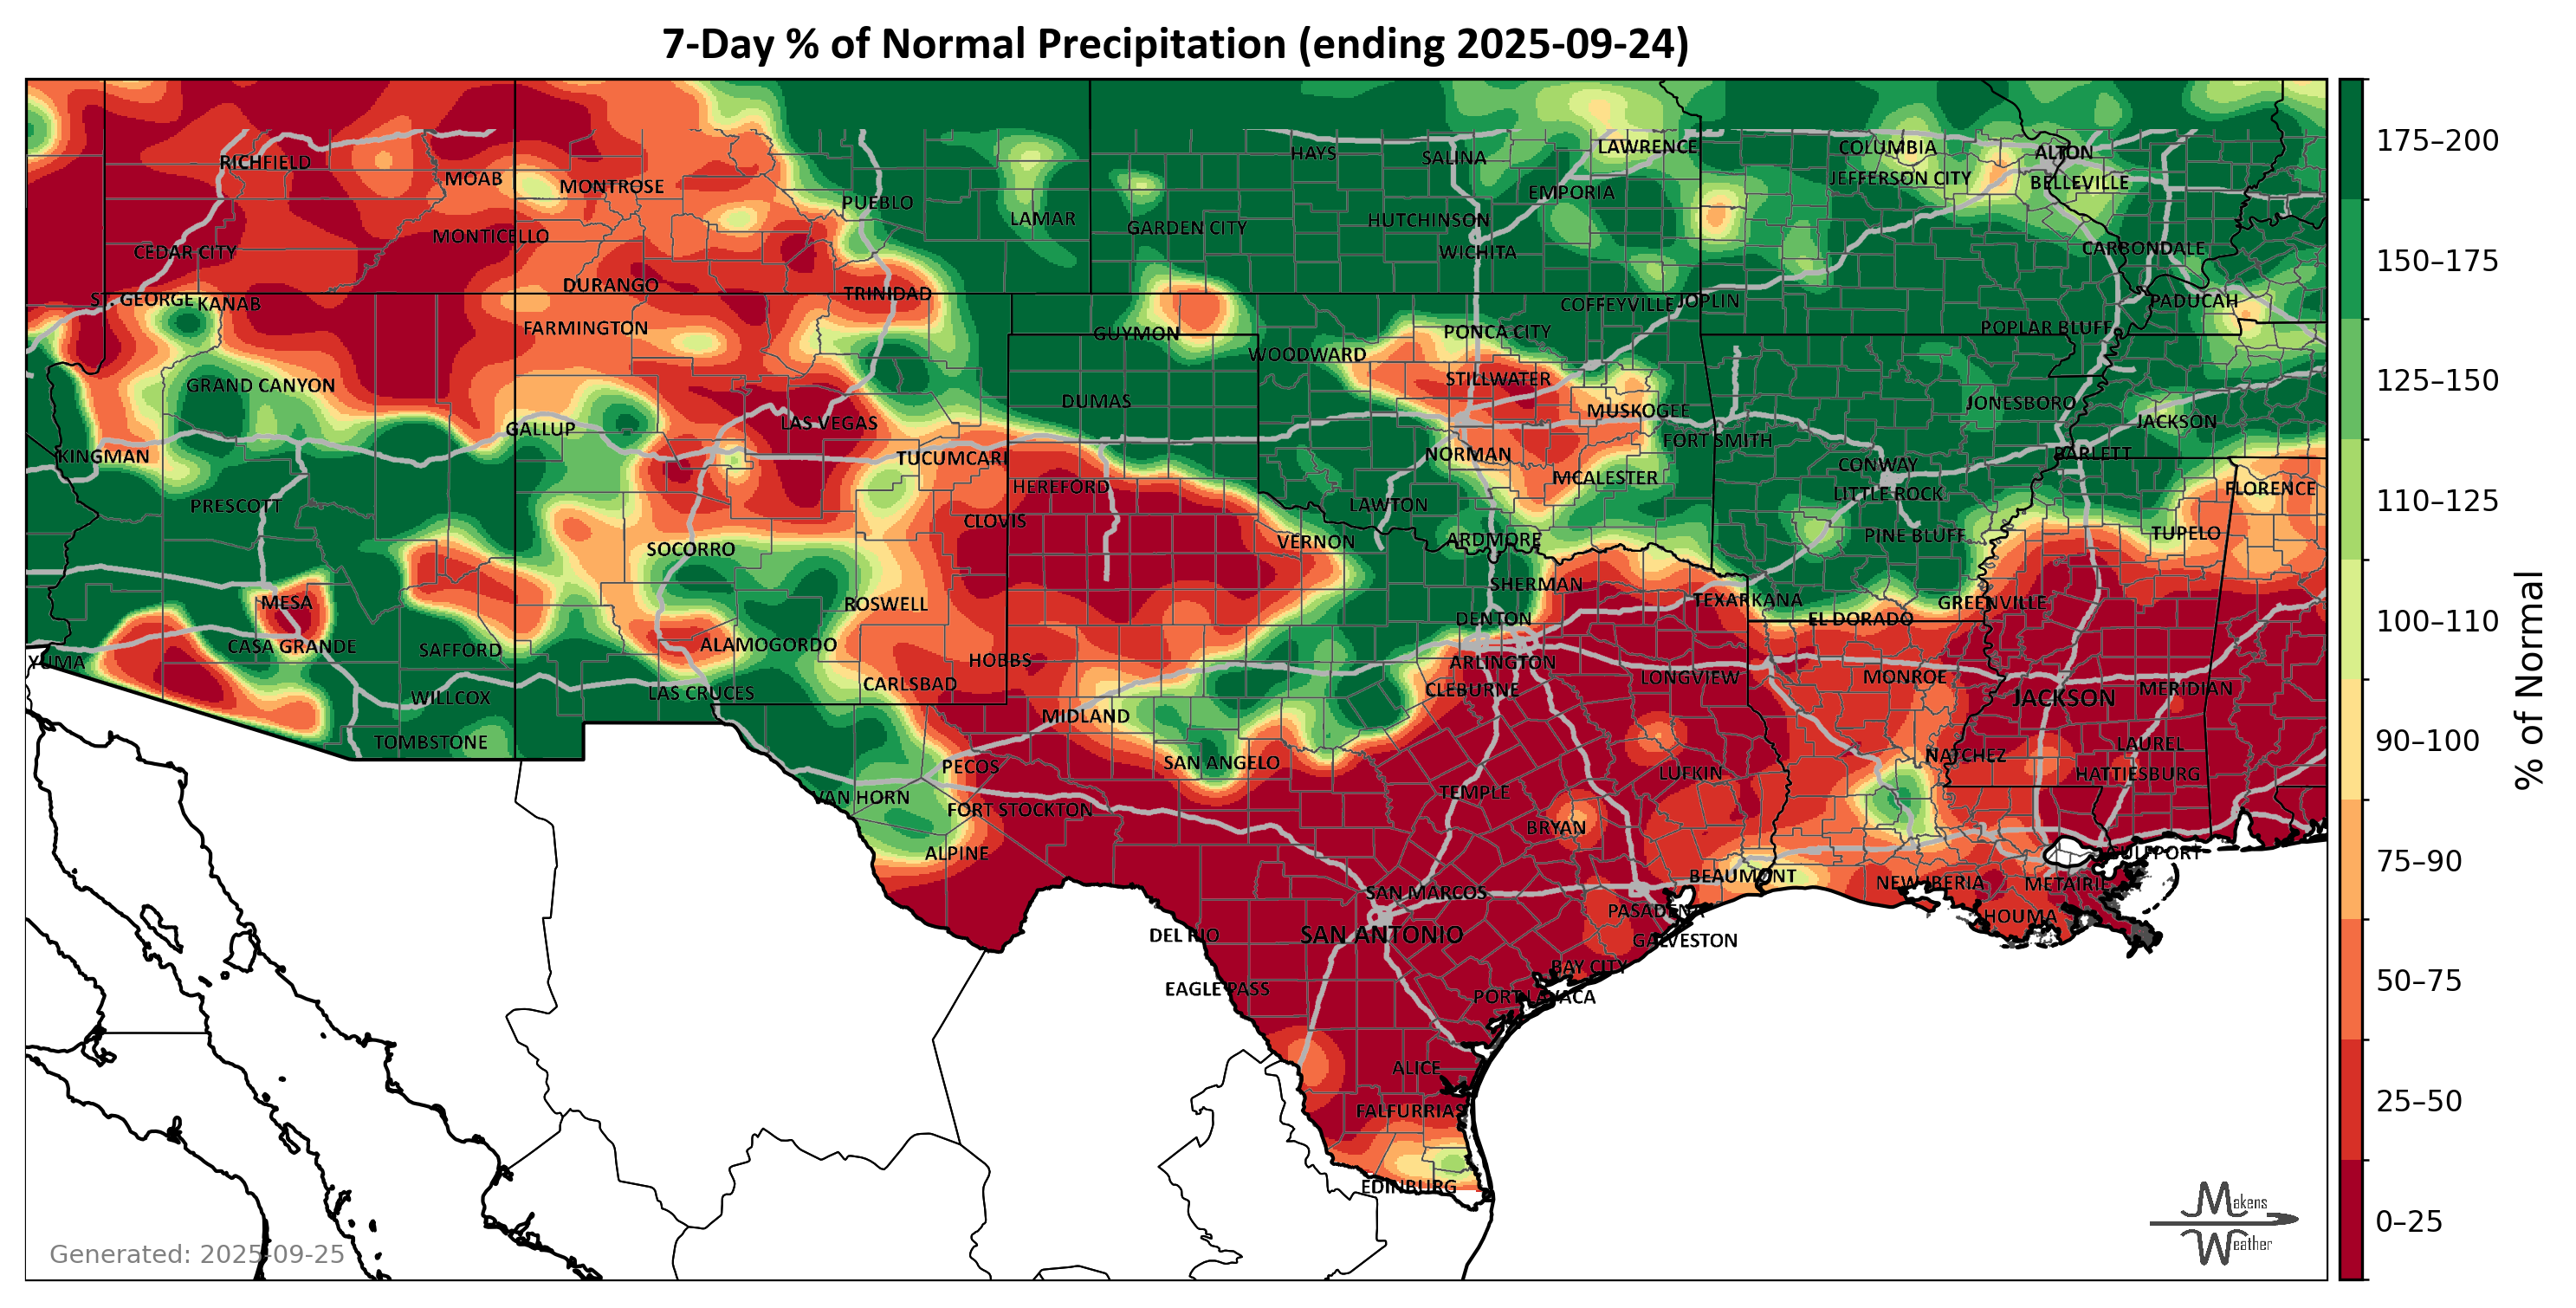 7-Day % of Normal Precipitation (ending 2025-09-24)
RICHFIELD
MOAB
MONTROSE
PUEBLO
LAMAR
HAYS
SALINA
LAWRENCE
COLUMBIA
ALTON
JEFFERSON CITY
BELLEVILLE
EMPORIA
GARDEN CITY
HUTCHINSON
WICHITA
CEDAR CITY
MONTICELLO
CARBONDALE
DURANGO
TRINIDAD
ST. GEORGE
KANAB
COFFEYVILLE
JOPLIN
PADUCAH
FARMINGTON
GUYMON
PONCA CITY
POPLAR BLUFF
WOODWARD
GRAND CANYON
STILLWATER
DUMAS
MUSKOGEE
JONESBORO
GALLUP
LAS VEGAS
FORT SMITH
JACKSON
KINGMAN
TUCUMCARI
NORMAN
BARLETT
CONWAY
HEREFORD
MCALESTER
LITTLE ROCK
FLORENCE
PRESCOTT
LAWTON
CLOVIS
VERNON
ARDMORE
PINE BLUFF
TUPELO
SOCORRO
SHERMAN
MESA
ROSWELL
TEXARKANA
GREENVILLE
CASA GRANDE
SAFFORD
ALAMOGORDO
DENTON
EL DORADO
YUMA
HOBBS
ARLINGTON
WILLCOX
LAS CRUCES
CARLSBAD
CLEBURNE
LONGVIEW
MONROE
JACKSON
MERIDIAN
MIDLAND
TOMBSTONE
PECOS
SAN ANGELO
NATCHEZ
LAUREL
LUFKIN
HATTIESBURG
VAN HORN
FORT STOCKTON
TEMPLE
BRYAN
ALPINE
GULFPORT
BEAUMONT
NEW IBERIA
METAIRIE
SAN MARCOS
PASADENA
HOUMA
DEL RIO
SAN ANTONIO
GALVESTON
BAY CITY
EAGLE PASS
PORT LAVACA
ALICE
FALFURRIAS
EDINBURG
Generated: 2025-09-25
Makens
Weather
175–200
150–175
125–150
110–125
100–110
90–100
75–90
50–75
25–50
0–25
% of Normal